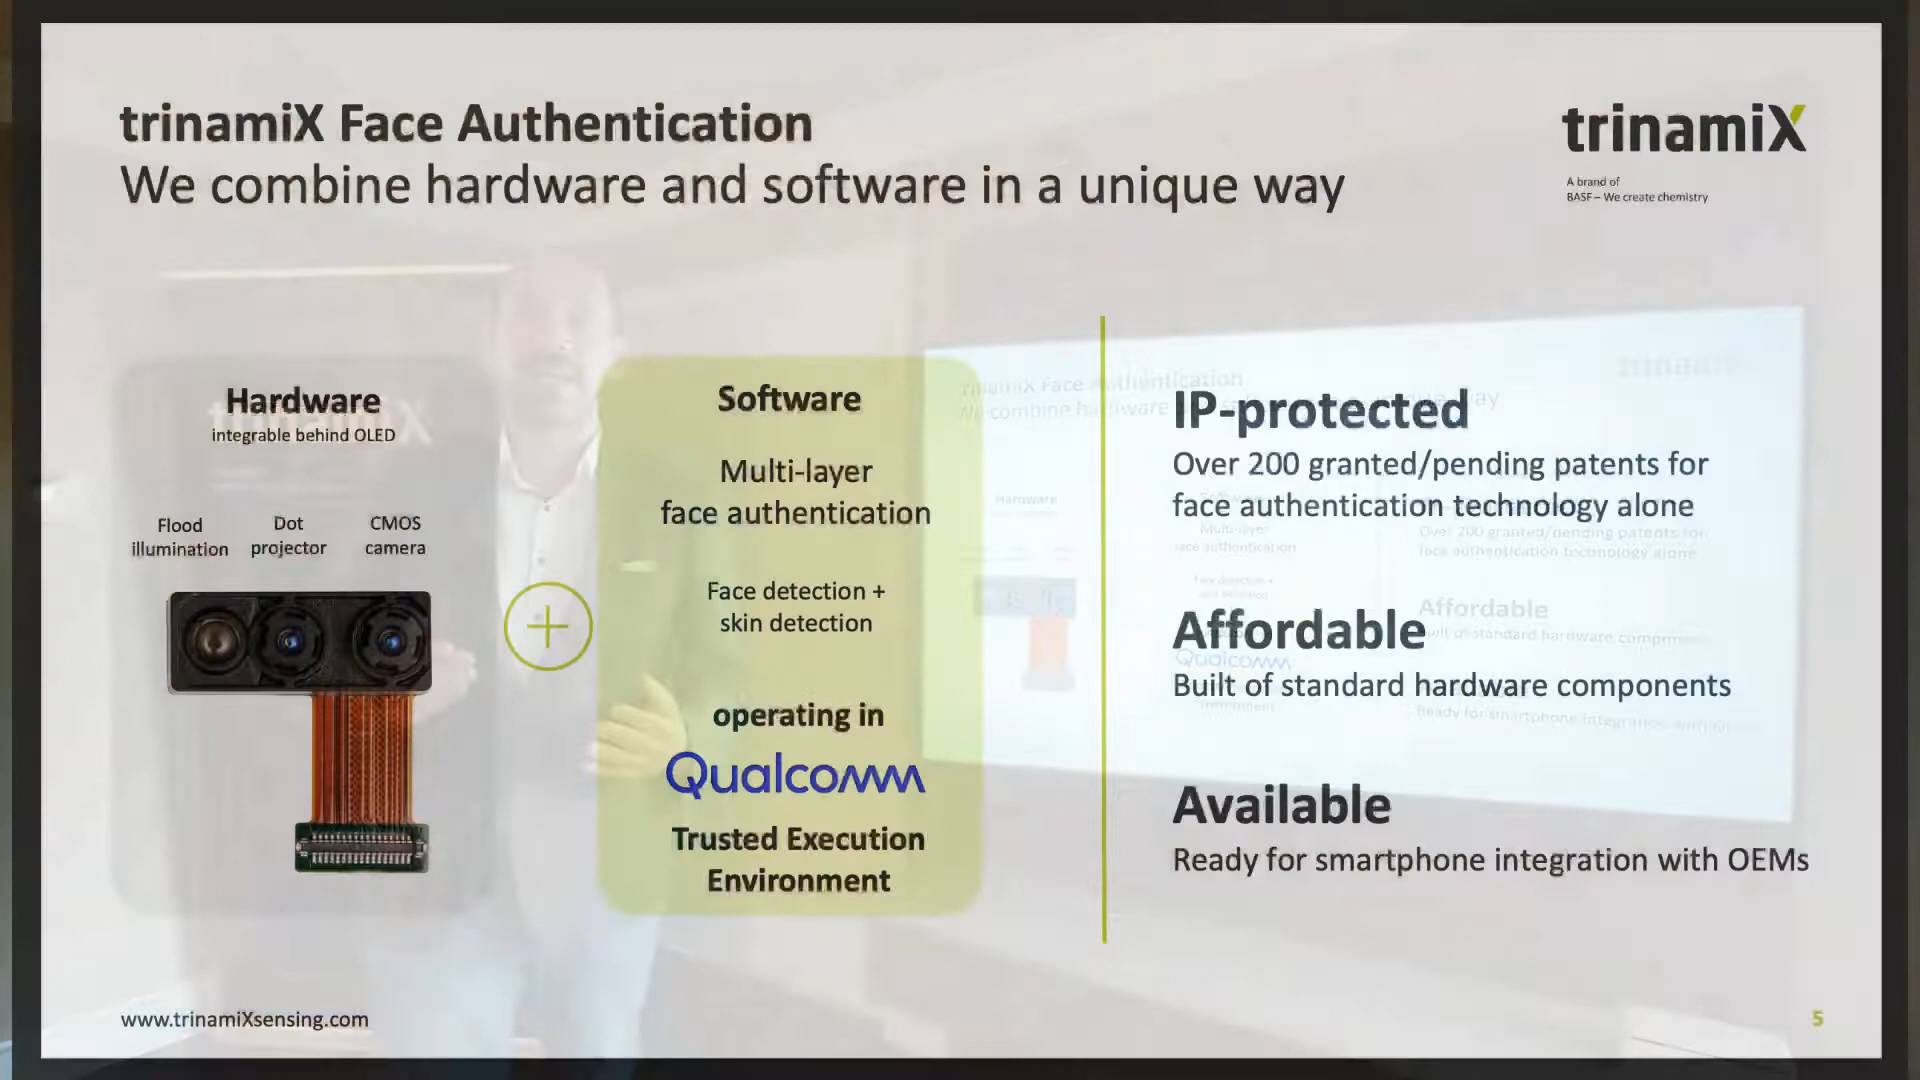 trinamiX Face Authentication
We combine hardware and software in a unique way
trinamiX
A brand of
BASF – We create chemistry
Hardware
integrable behind OLED
Flood
illumination
Dot
projector
CMOS
camera
Software
Multi-layer
face authentication
Face detection +
skin detection
operating in
Qualcomm
Trusted Execution
Environment
IP-protected
Over 200 granted/pending patents for
face authentication technology alone
Affordable
Built of standard hardware components
Available
Ready for smartphone integration with OEMs
www.trinamiXsensing.com
5